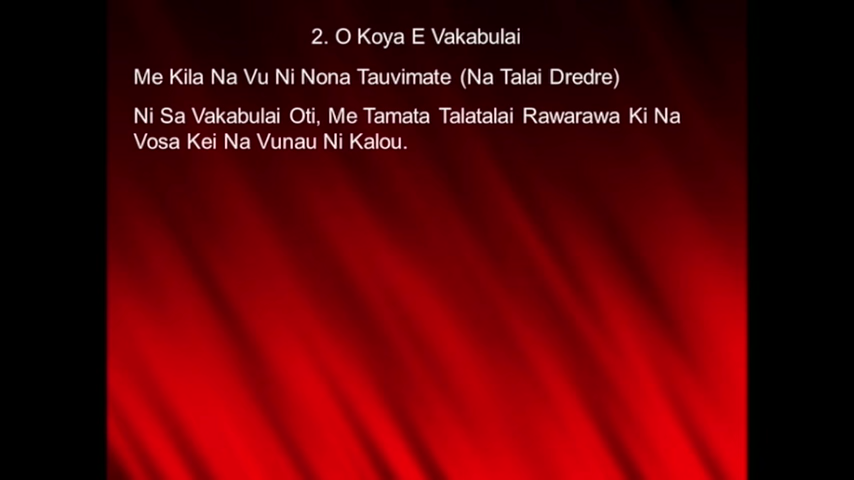 2. O Koya E Vakabulai
Me Kila Na Vu Ni Nona Tauvimate (Na Talai Dredre)
Ni Sa Vakabulai Oti, Me Tamata Talatalai Rawarawa Ki Na
Vosa Kei Na Vunau Ni Kalou.